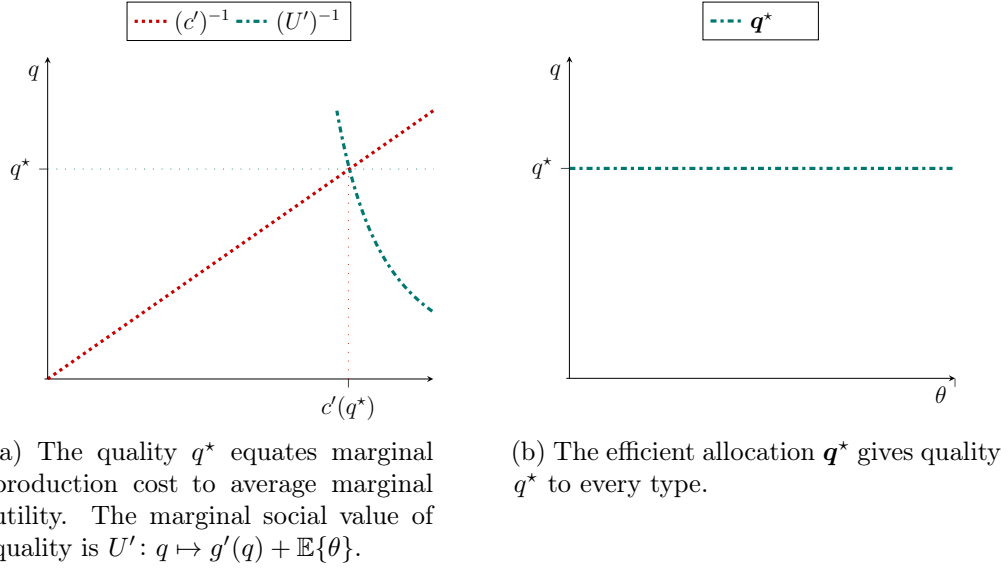 (c′)⁻¹ (U′)⁻¹
q
q⋆
c′(q⋆)
q⋆
q
q⋆
θ
a) The quality q⋆ equates marginal
production cost to average marginal
utility. The marginal social value of
quality is U′: q ↦ g′(q) + 𝔼{θ}.
(b) The efficient allocation q⋆ gives quality
q⋆ to every type.